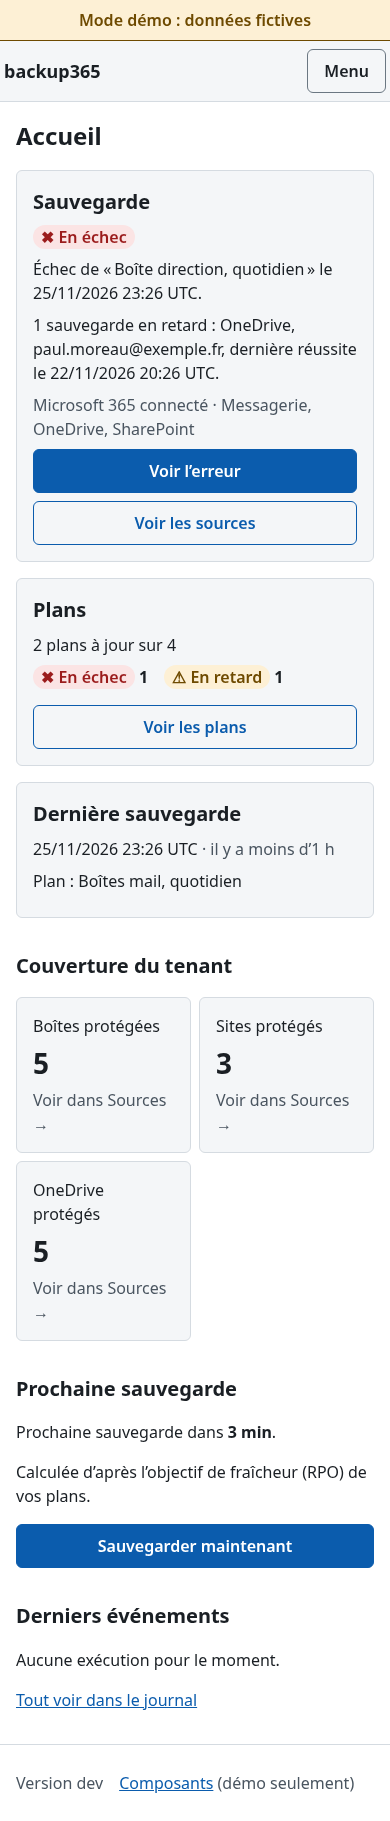 Mode démo : données fictives
backup365
Menu
Accueil
Sauvegarde
✖ En échec
Échec de « Boîte direction, quotidien » le
25/11/2026 23:26 UTC.
1 sauvegarde en retard : OneDrive,
paul.moreau@exemple.fr, dernière réussite
le 22/11/2026 20:26 UTC.
Microsoft 365 connecté · Messagerie,
OneDrive, SharePoint
Voir l’erreur
Voir les sources
Plans
2 plans à jour sur 4
✖ En échec 1 ⚠ En retard 1
Voir les plans
Dernière sauvegarde
25/11/2026 23:26 UTC · il y a moins d’1 h
Plan : Boîtes mail, quotidien
Couverture du tenant
Boîtes protégées
5
Voir dans Sources
→
Sites protégés
3
Voir dans Sources
→
OneDrive
protégés
5
Voir dans Sources
→
Prochaine sauvegarde
Prochaine sauvegarde dans 3 min.
Calculée d’après l’objectif de fraîcheur (RPO) de
vos plans.
Sauvegarder maintenant
Derniers événements
Aucune exécution pour le moment.
Tout voir dans le journal
Version dev Composants (démo seulement)